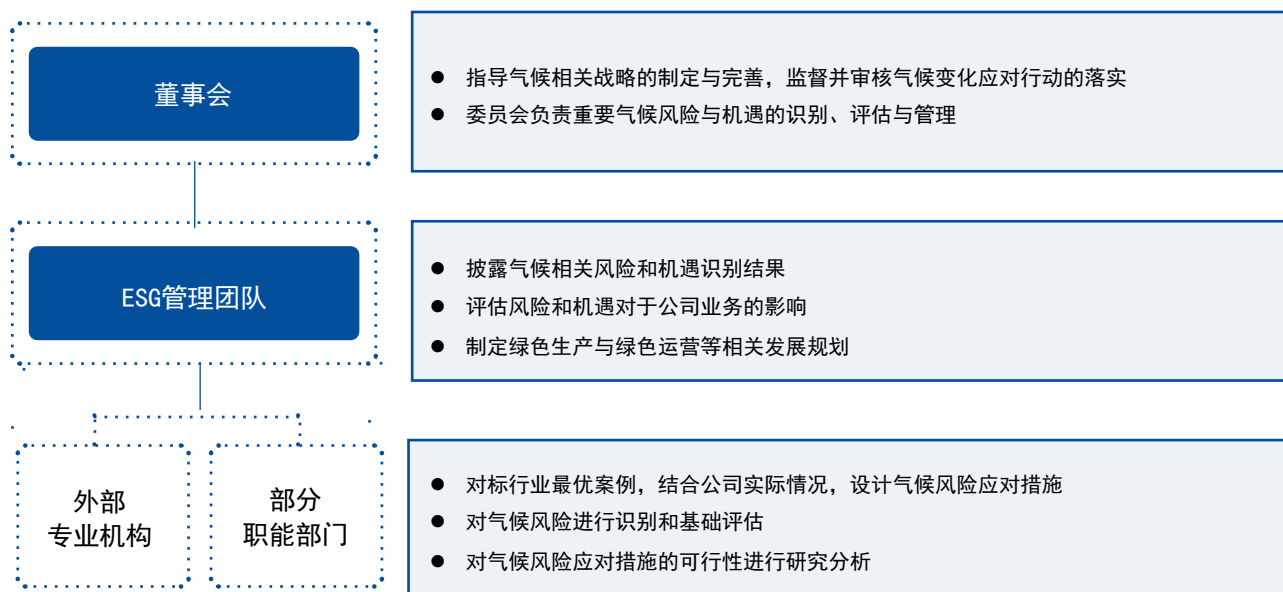 董事会
指导气候相关战略的制定与完善，监督并审核气候变化应对行动的落实
委员会负责重要气候风险与机遇的识别、评估与管理
ESG管理团队
披露气候相关风险和机遇识别结果
评估风险和机遇对于公司业务的影响
制定绿色生产与绿色运营等相关发展规划
外部
专业机构
部分
职能部门
对标行业最优案例，结合公司实际情况，设计气候风险应对措施
对气候风险进行识别和基础评估
对气候风险应对措施的可行性进行研究分析